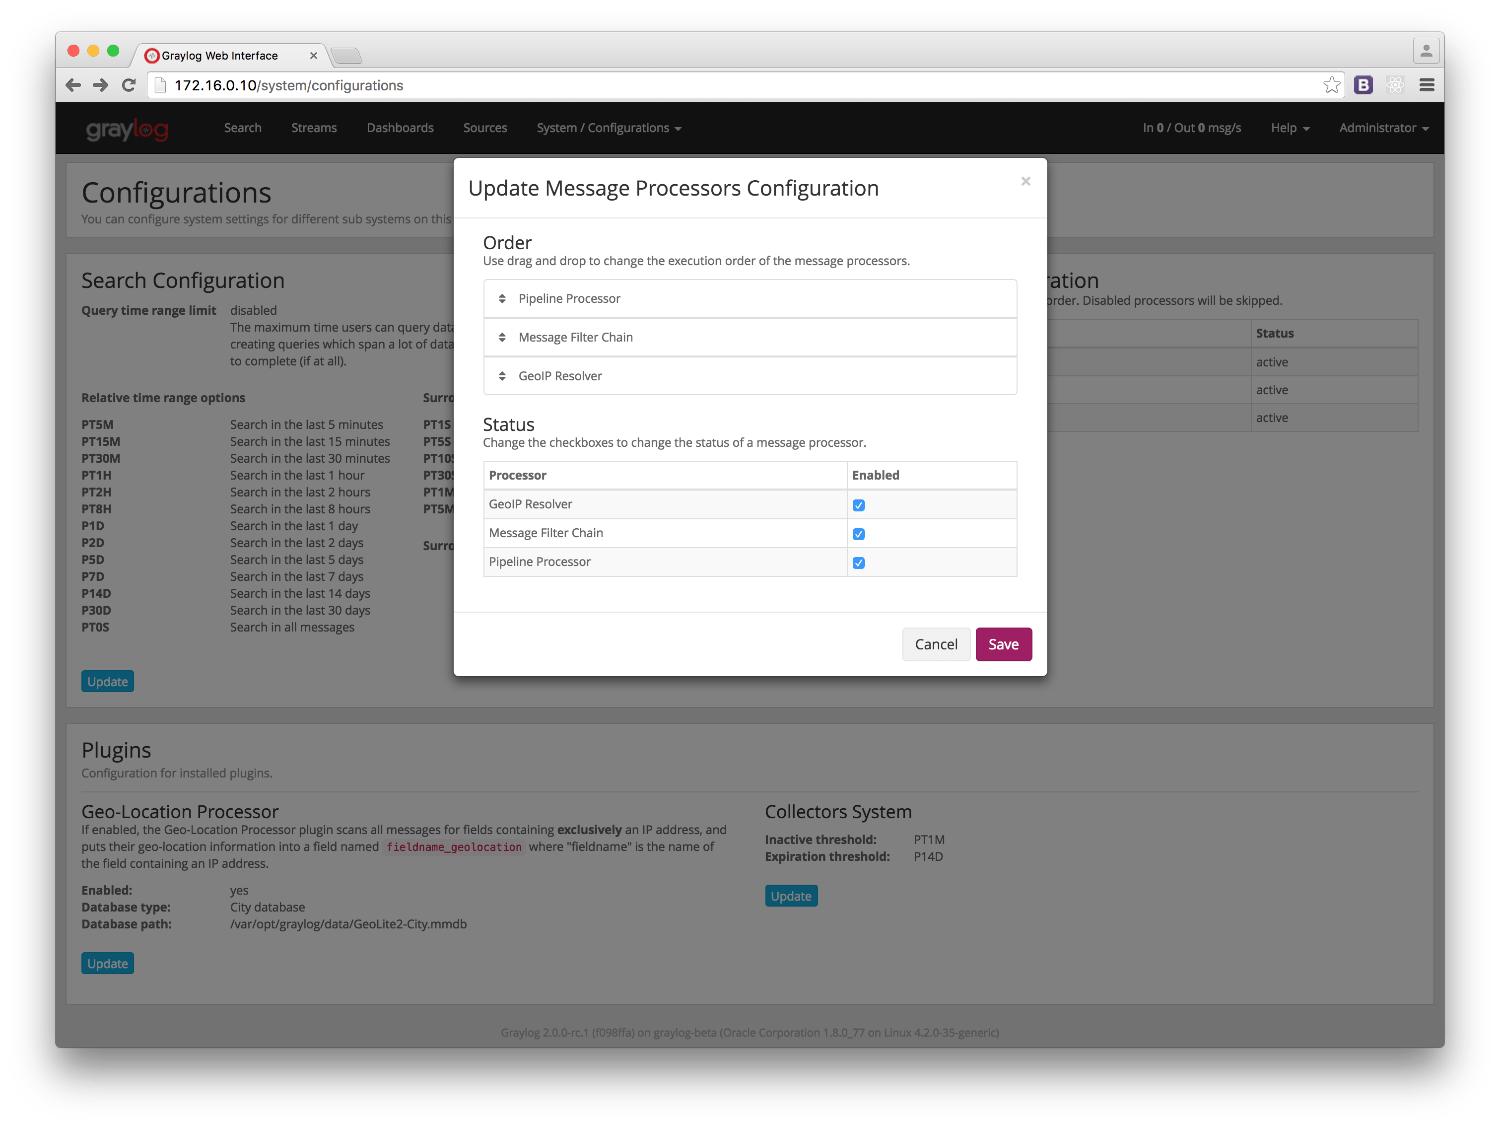 Graylog Web Interface
172.16.0.10/system/configurations
graylog
Search
Streams
Dashboards
Sources
System / Configurations
In 0 / Out 0 msg/s
Help
Administrator
Configurations
You can configure system settings for different sub systems on this
Update Message Processors Configuration
×
Order
Use drag and drop to change the execution order of the message processors.
Pipeline Processor
Message Filter Chain
GeoIP Resolver
Status
Change the checkboxes to change the status of a message processor.
Processor Enabled
GeoIP Resolver
Message Filter Chain
Pipeline Processor
Cancel
Save
Search Configuration
Query time range limit disabled
The maximum time users can query data
creating queries which span a lot of data
to complete (if at all).
Relative time range options
PT5M Search in the last 5 minutes
PT15M Search in the last 15 minutes
PT30M Search in the last 30 minutes
PT1H Search in the last 1 hour
PT2H Search in the last 2 hours
PT8H Search in the last 8 hours
P1D Search in the last 1 day
P2D Search in the last 2 days
P5D Search in the last 5 days
P7D Search in the last 7 days
P14D Search in the last 14 days
P30D Search in the last 30 days
PT0S Search in all messages
Surro
PT1S
PT5S
PT10S
PT30S
PT1M
PT5M
Surro
Update
ration
order. Disabled processors will be skipped.
Status
active
active
active
Plugins
Configuration for installed plugins.
Geo-Location Processor
If enabled, the Geo-Location Processor plugin scans all messages for fields containing exclusively an IP address, and
puts their geo-location information into a field named fieldname_geolocation where "fieldname" is the name of
the field containing an IP address.
Enabled: yes
Database type: City database
Database path: /var/opt/graylog/data/GeoLite2-City.mmdb
Update
Collectors System
Inactive threshold: PT1M
Expiration threshold: P14D
Update
Graylog 2.0.0-rc.1 (f098ffa) on graylog-beta (Oracle Corporation 1.8.0_77 on Linux 4.2.0-35-generic)